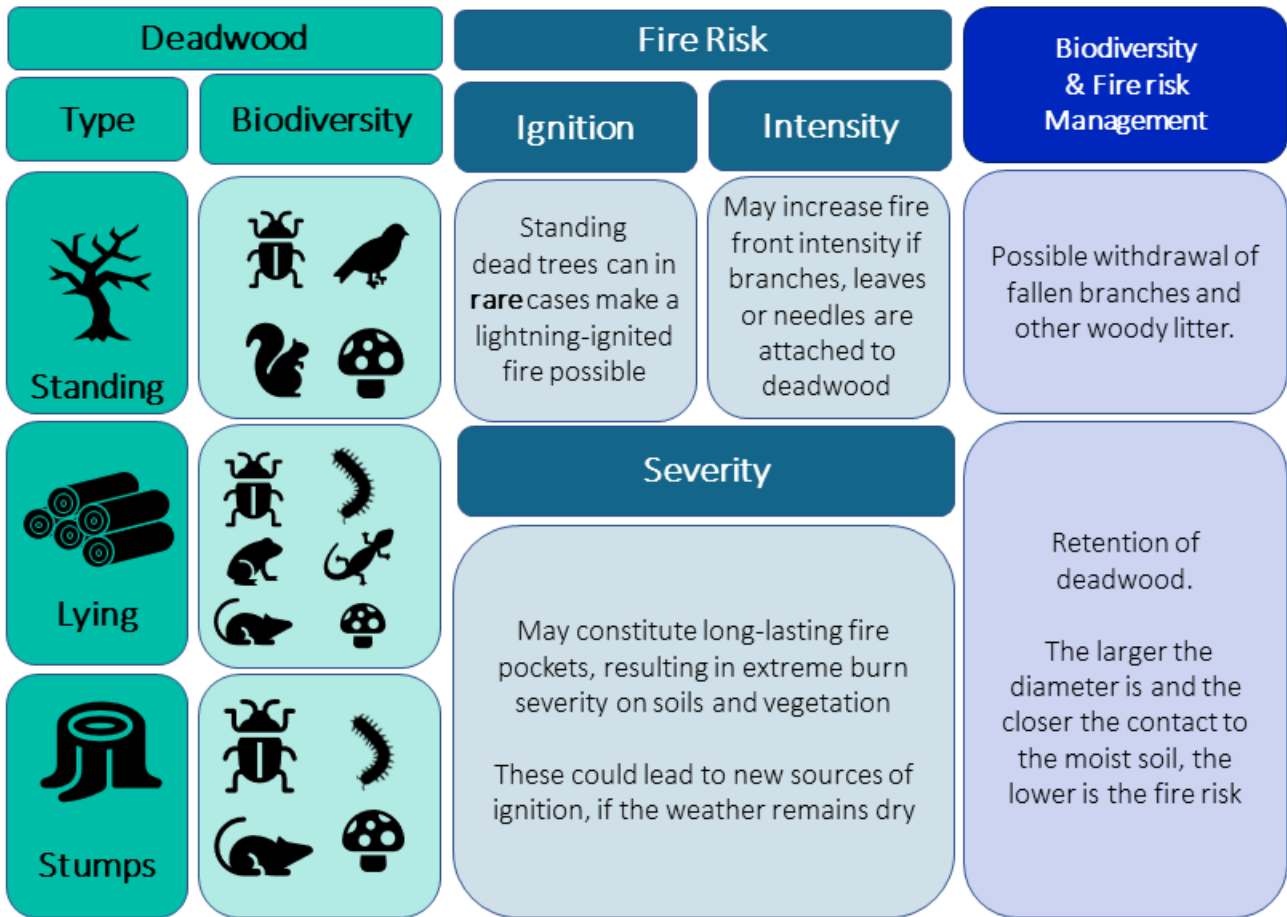 Deadwood
Fire Risk
Biodiversity
& Fire risk
Management
Type
Biodiversity
Ignition
Intensity
Standing
Standing
dead trees can in
rare cases make a
lightning-ignited
fire possible
May increase fire
front intensity if
branches, leaves
or needles are
attached to
deadwood
Possible withdrawal of
fallen branches and
other woody litter.
Lying
Severity
May constitute long-lasting fire
pockets, resulting in extreme burn
severity on soils and vegetation
These could lead to new sources of
ignition, if the weather remains dry
Retention of
deadwood.
The larger the
diameter is and the
closer the contact to
the moist soil, the
lower is the fire risk
Stumps